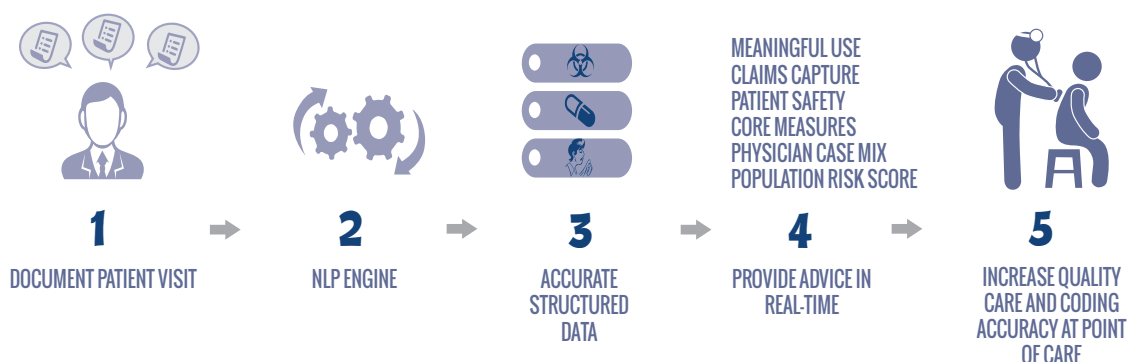 MEANINGFUL USE
CLAIMS CAPTURE
PATIENT SAFETY
CORE MEASURES
PHYSICIAN CASE MIX
POPULATION RISK SCORE
1
DOCUMENT PATIENT VISIT
2
NLP ENGINE
3
ACCURATE
STRUCTURED
DATA
4
PROVIDE ADVICE IN
REAL-TIME
5
INCREASE QUALITY
CARE AND CODING
ACCURACY AT POINT
OF CARE